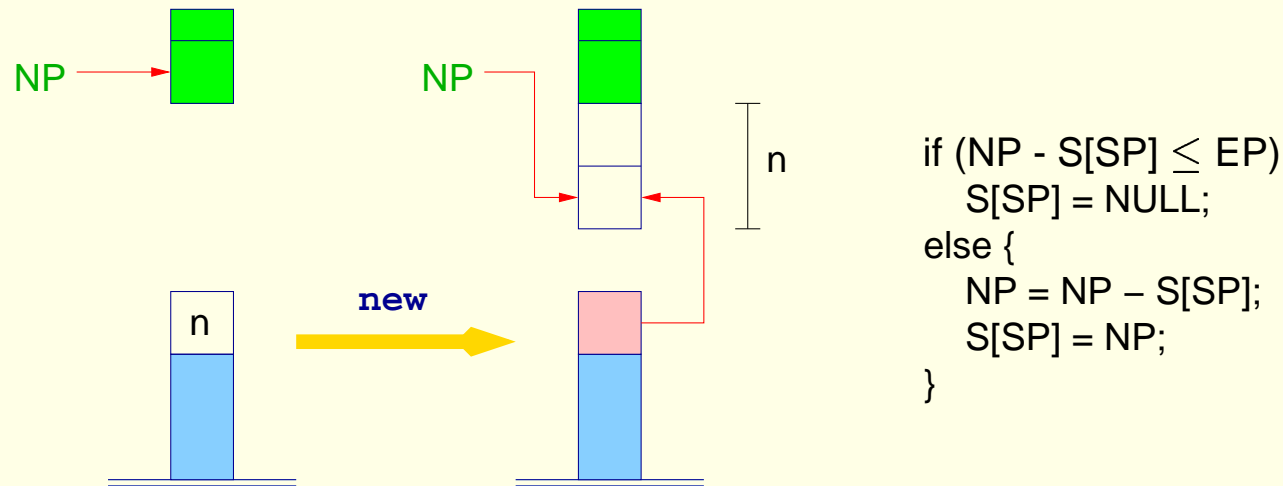 NP
NP
n
n
new
if (NP - S[SP] ≤ EP)
S[SP] = NULL;
else {
NP = NP – S[SP];
S[SP] = NP;
}